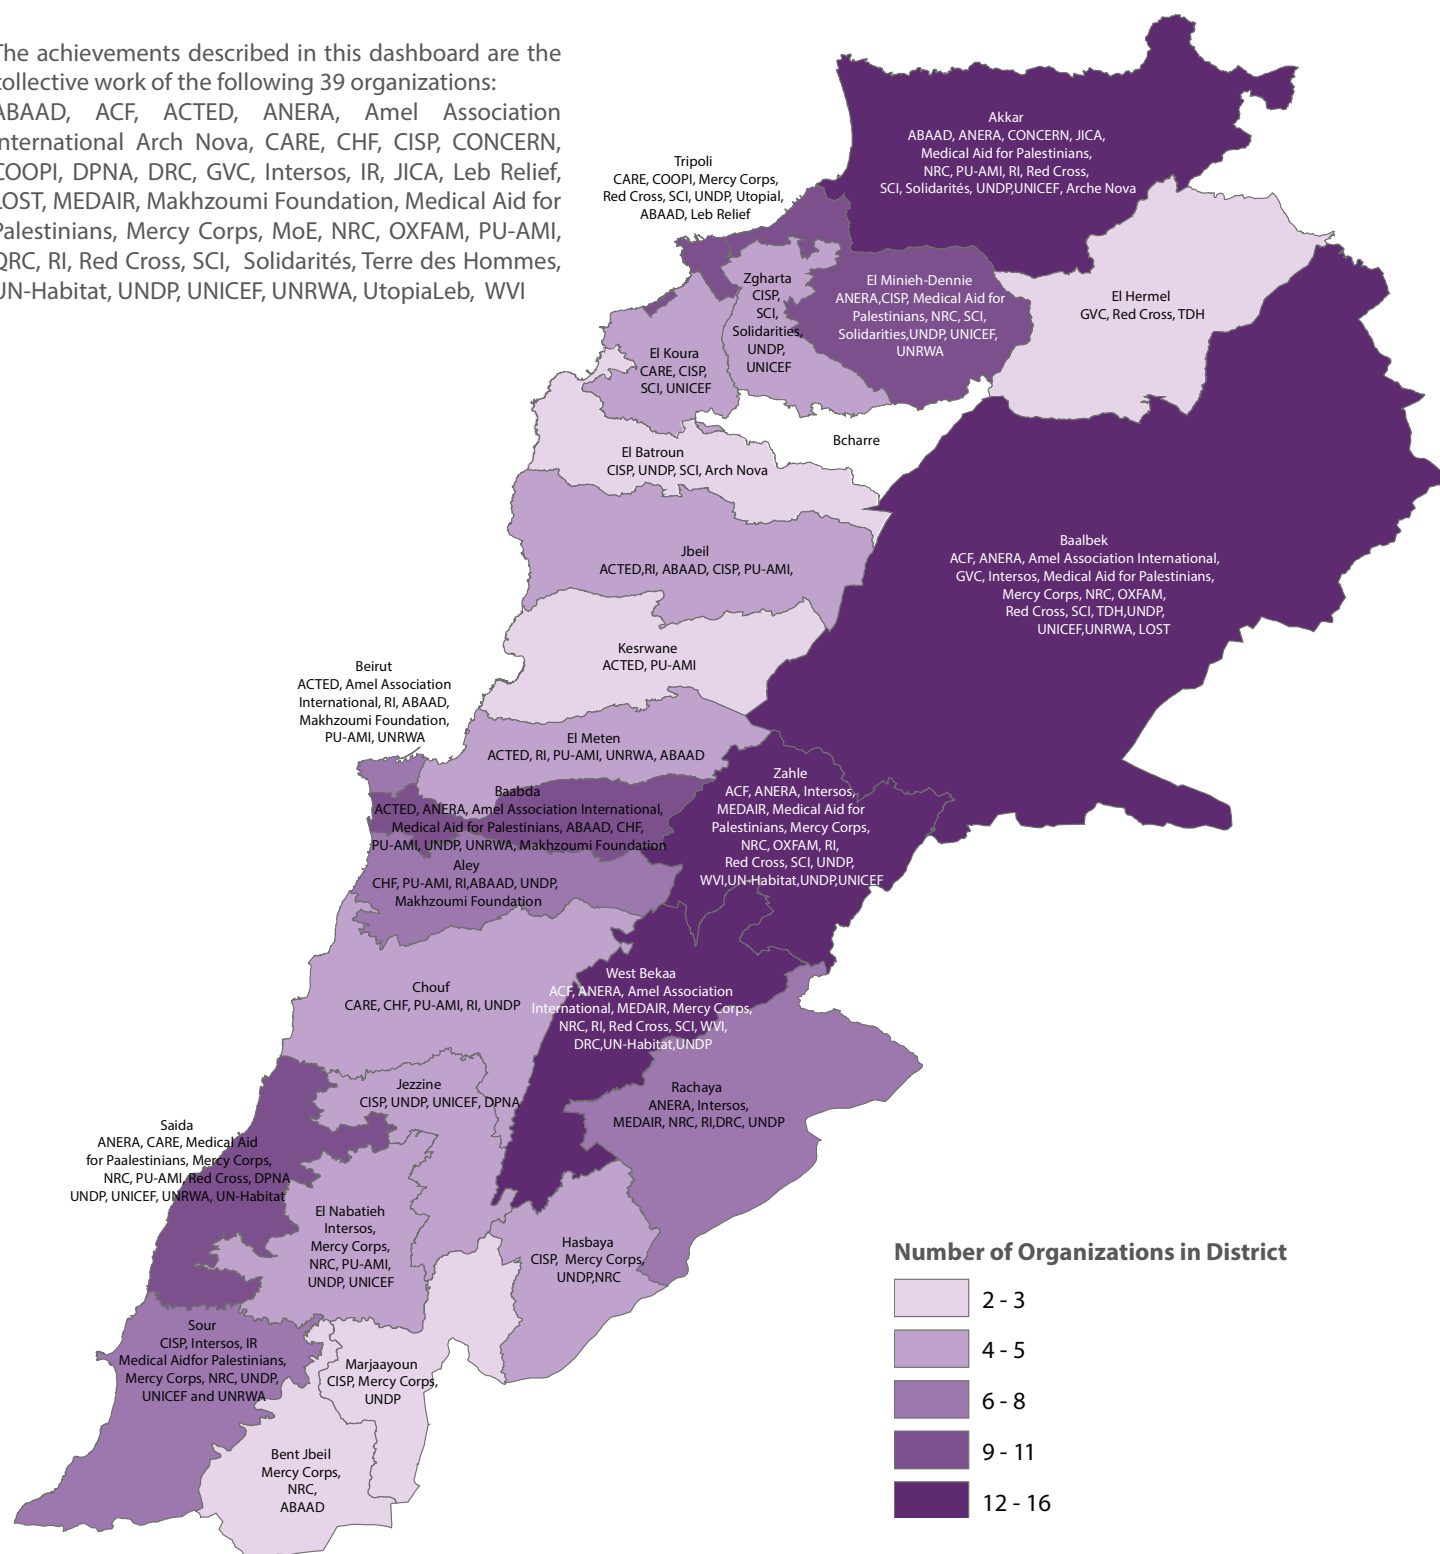 The achievements described in this dashboard are the
collective work of the following 39 organizations:
ABAAD, ACF, ACTED, ANERA, Amel Association
International Arch Nova, CARE, CHF, CISP, CONCERN,
COOPI, DPNA, DRC, GVC, Intersos, IR, JICA, Leb Relief,
LOST, MEDAIR, Makhzoumi Foundation, Medical Aid for
Palestinians, Mercy Corps, MoE, NRC, OXFAM, PU-AMI,
QRC, RI, Red Cross, SCI, Solidarités, Terre des Hommes,
UN-Habitat, UNDP, UNICEF, UNRWA, UtopiaLeb, WVI
Akkar
ABAAD, ANERA, CONCERN, JICA,
Medical Aid for Palestinians,
NRC, PU-AMI, RI, Red Cross,
SCI, Solidarités, UNDP,UNICEF, Arche Nova
Tripoli
CARE, COOPI, Mercy Corps,
Red Cross, SCI, UNDP, Utopial,
ABAAD, Leb Relief
Zgharta
CISP,
SCI,
Solidarities,
UNDP,
UNICEF
El Minieh-Dennie
ANERA,CISP, Medical Aid for
Palestinians, NRC, SCI,
Solidarities,UNDP, UNICEF,
UNRWA
El Hermel
GVC, Red Cross, TDH
El Koura
CARE, CISP,
SCI, UNICEF
Bcharre
El Batroun
CISP, UNDP, SCI, Arch Nova
Jbeil
ACTED,RI, ABAAD, CISP, PU-AMI,
Baalbek
ACF, ANERA, Amel Association International,
GVC, Intersos, Medical Aid for Palestinians,
Mercy Corps, NRC, OXFAM,
Red Cross, SCI, TDH,UNDP,
UNICEF,UNRWA, LOST
Kesrwane
ACTED, PU-AMI
Beirut
ACTED, Amel Association
International, RI, ABAAD,
Makhzoumi Foundation,
PU-AMI, UNRWA
El Meten
ACTED, RI, PU-AMI, UNRWA, ABAAD
Baabda
ACTED, ANERA, Amel Association International,
Medical Aid for Palestinians, ABAAD, CHF,
PU-AMI, UNDP, UNRWA, Makhzoumi Foundation
Zahle
ACF, ANERA, Intersos,
MEDAIR, Medical Aid for
Palestinians, Mercy Corps,
NRC, OXFAM, RI,
Red Cross, SCI, UNDP,
WVI,UN-Habitat,UNDP,UNICEF
Aley
CHF, PU-AMI, RI,ABAAD, UNDP,
Makhzoumi Foundation
Chouf
CARE, CHF, PU-AMI, RI, UNDP
West Bekaa
ACF, ANERA, Amel Association
International, MEDAIR, Mercy Corps,
NRC, RI, Red Cross, SCI, WVI,
DRC,UN-Habitat,UNDP
Jezzine
CISP, UNDP, UNICEF, DPNA
Rachaya
ANERA, Intersos,
MEDAIR, NRC, RI,DRC, UNDP
Saida
ANERA, CARE, Medical Aid
for Paalestinians, Mercy Corps,
NRC, PU-AMI, Red Cross, DPNA
UNDP, UNICEF, UNRWA, UN-Habitat
El Nabatieh
Intersos,
Mercy Corps,
NRC, PU-AMI,
UNDP, UNICEF
Hasbaya
CISP, Mercy Corps,
UNDP,NRC
Sour
CISP, Intersos, IR
Medical Aidfor Palestinians,
Mercy Corps, NRC, UNDP,
UNICEF and UNRWA
Marjaayoun
CISP, Mercy Corps,
UNDP
Bent Jbeil
Mercy Corps,
NRC,
ABAAD
Number of Organizations in District
2 - 3
4 - 5
6 - 8
9 - 11
12 - 16